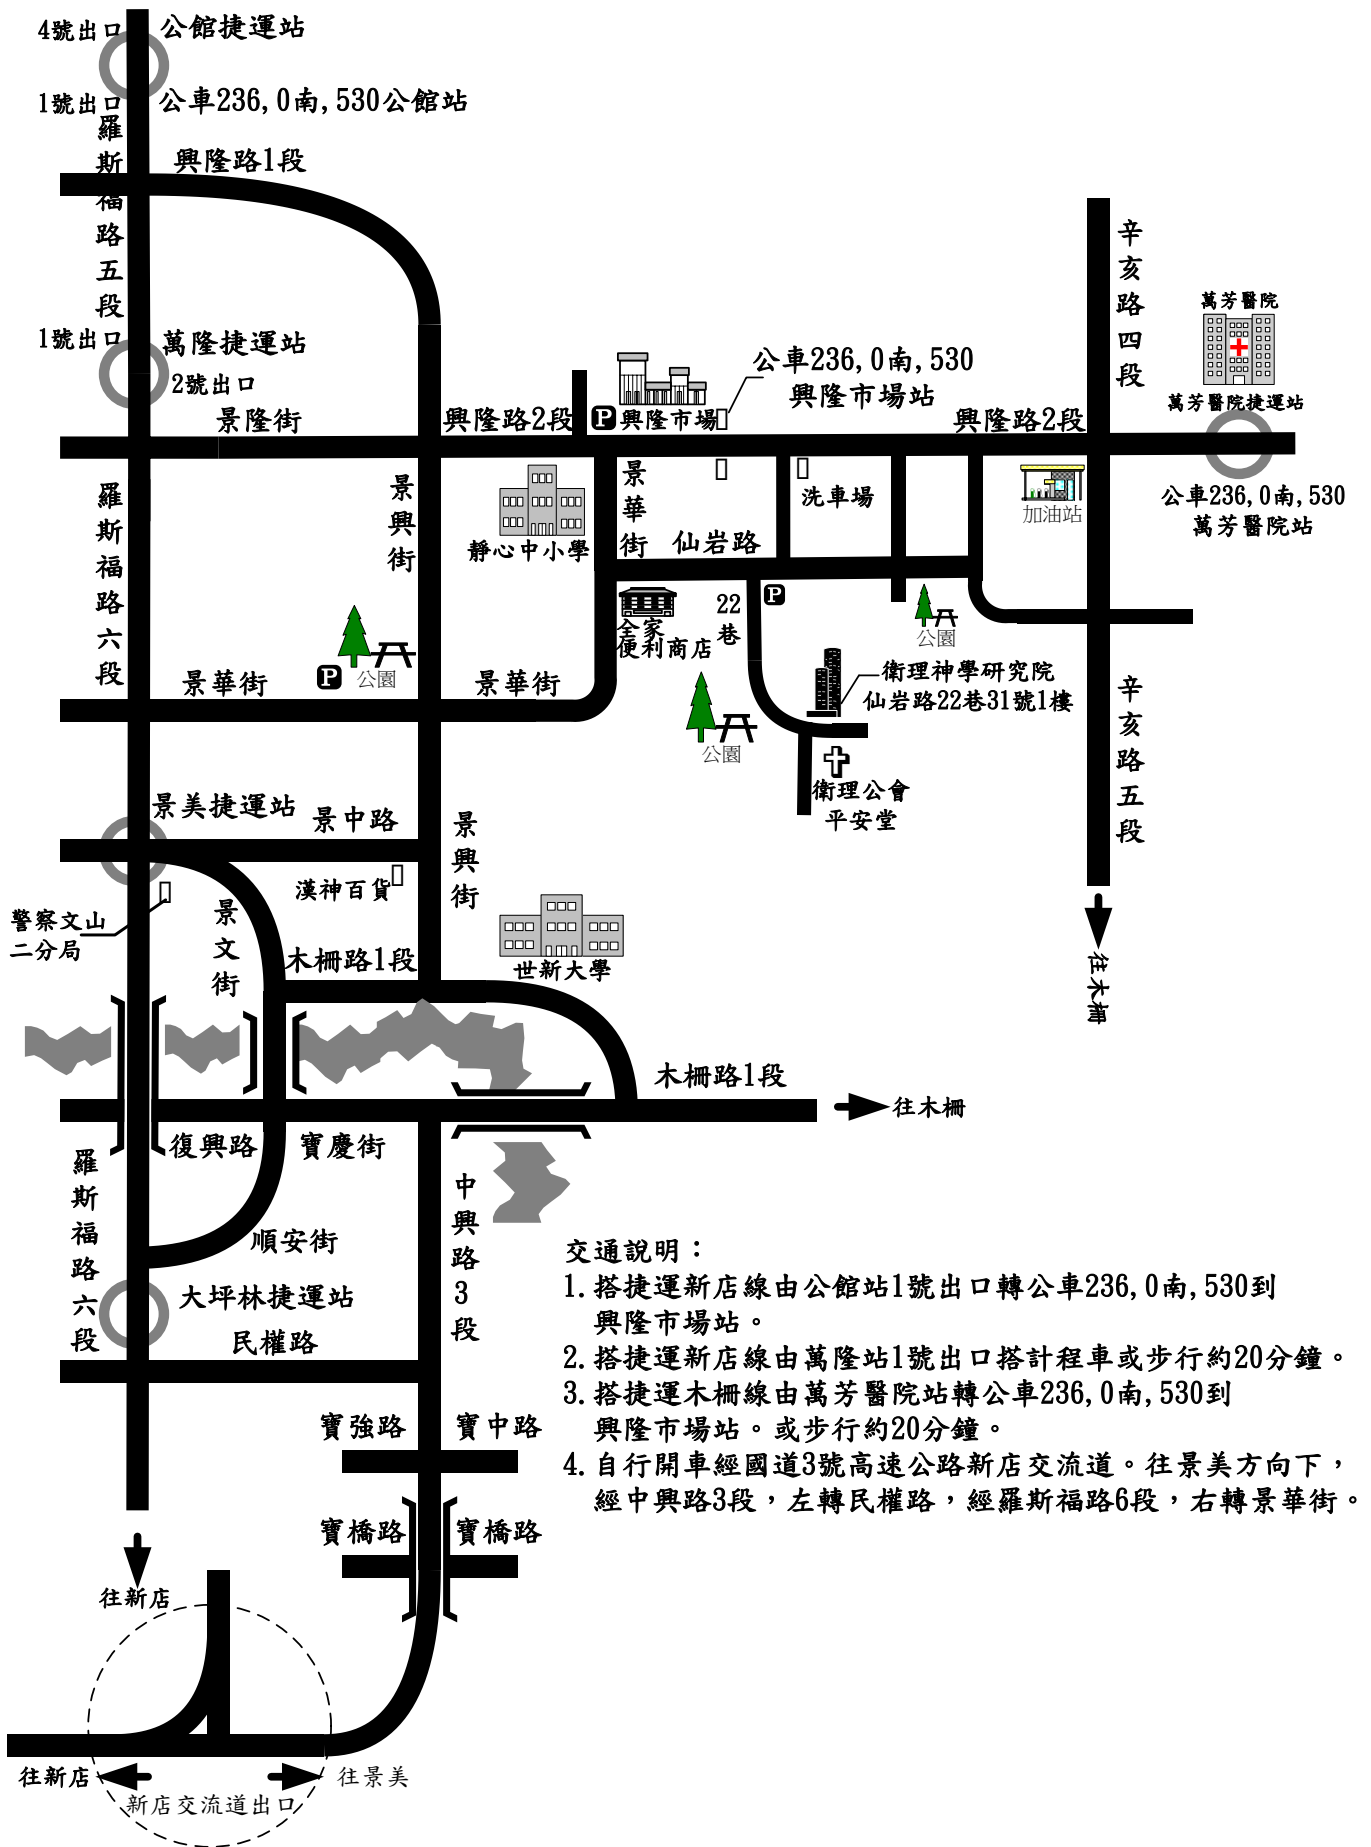 4號出口
公館捷運站
1號出口
公車236,0南,530公館站
羅斯福路五段
興隆路1段
辛亥路四段
萬芳醫院
1號出口
萬隆捷運站
2號出口
公車236,0南,530
興隆市場站
萬芳醫院捷運站
景隆街
興隆路2段
P
興隆市場
興隆路2段
羅斯福路六段
景興街
靜心中小學
景華街
仙岩路
洗車場
加油站
公車236,0南,530
萬芳醫院站
全家
便利商店
22巷
P
公園
P
公園
景華街
景華街
公園
衛理神學研究院
仙岩路22巷31號1樓
辛亥路五段
衛理公會
平安堂
景美捷運站
景中路
景興街
漢神百貨
警察文山
二分局
景文街
木柵路1段
世新大學
往木柵
木柵路1段
往木柵
復興路
寶慶街
羅斯福路六段
順安街
中興路3段
大坪林捷運站
民權路
寶強路
寶中路
寶橋路
寶橋路
往新店
往新店
往景美
新店交流道出口
交通說明：
1.搭捷運新店線由公館站1號出口轉公車236,0南,530到
興隆市場站。
2.搭捷運新店線由萬隆站1號出口搭計程車或步行約20分鐘。
3.搭捷運木柵線由萬芳醫院站轉公車236,0南,530到
興隆市場站。或步行約20分鐘。
4.自行開車經國道3號高速公路新店交流道。往景美方向下，
經中興路3段，左轉民權路，經羅斯福路6段，右轉景華街。